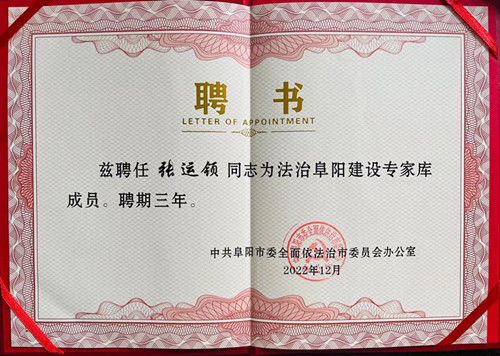 聘书
LETTER OF APPOINTMENT
兹聘任 张运领 同志为法治阜阳建设专家库
成员。聘期三年。
中共阜阳市委全面依法治市委员会办公室
2022年12月